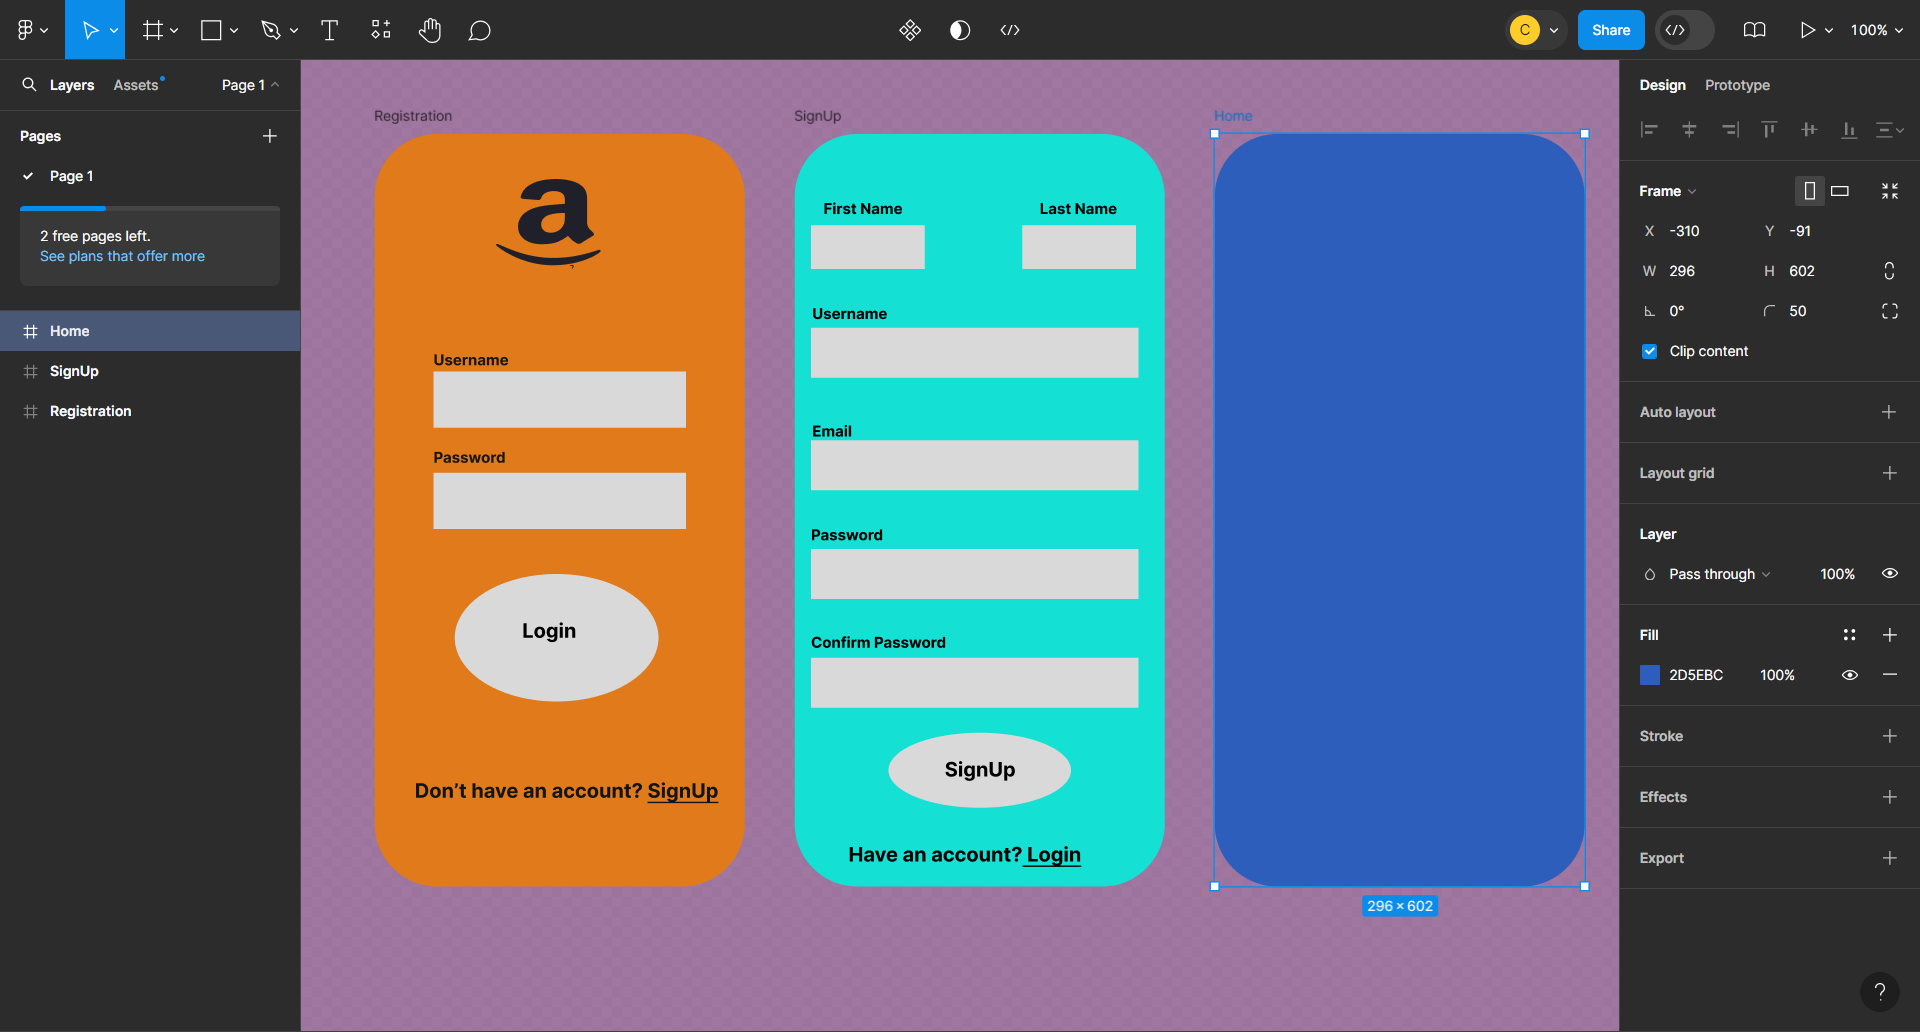 C
Share
100%
Layers
Assets
Page 1
Pages
Page 1
2 free pages left.
See plans that offer more
Home
SignUp
Registration
Registration
a
Username
Password
Login
Don’t have an account? SignUp
SignUp
First Name
Last Name
Username
Email
Password
Confirm Password
SignUp
Have an account? Login
Home
296 × 602
Design
Prototype
Frame
X -310
Y -91
W 296
H 602
0°
50
Clip content
Auto layout
Layout grid
Layer
Pass through
100%
Fill
2D5EBC
100%
Stroke
Effects
Export
?